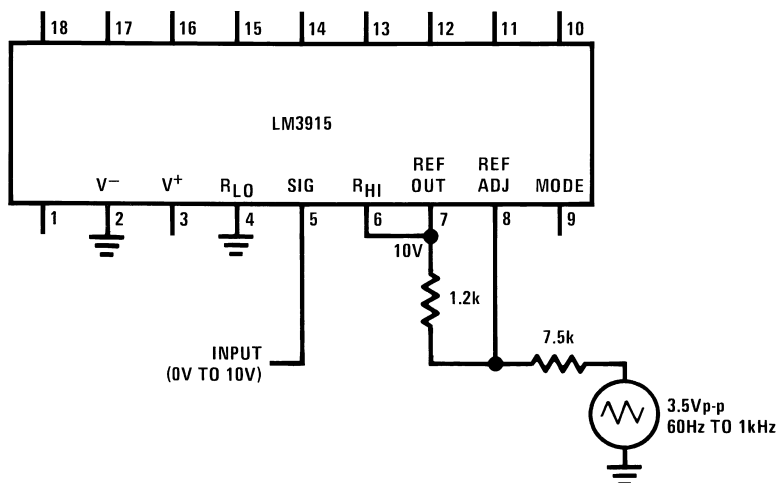 18 17 16 15 14 13 12 11 10
LM3915
REF REF
V− V+ RLO SIG RHI OUT ADJ MODE
1 2 3 4 5 6 7 8 9
10V
1.2k
7.5k
INPUT
(0V TO 10V)
3.5Vp-p
60Hz TO 1kHz